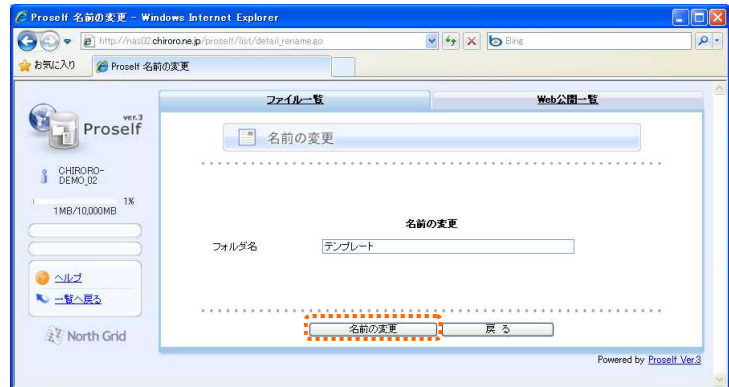 Proself 名前の変更 - Windows Internet Explorer
http://nas02.chiroro.ne.jp/proself/list/detail_rename.go
Bing
お気に入り
Proself 名前の変更
ファイル一覧
Web公開一覧
ver.3
Proself
名前の変更
CHIRORO-
DEMO_02
1%
1MB/10,000MB
名前の変更
フォルダ名
テンプレート
ヘルプ
一覧へ戻る
名前の変更
戻 る
North Grid
Powered by Proself Ver.3